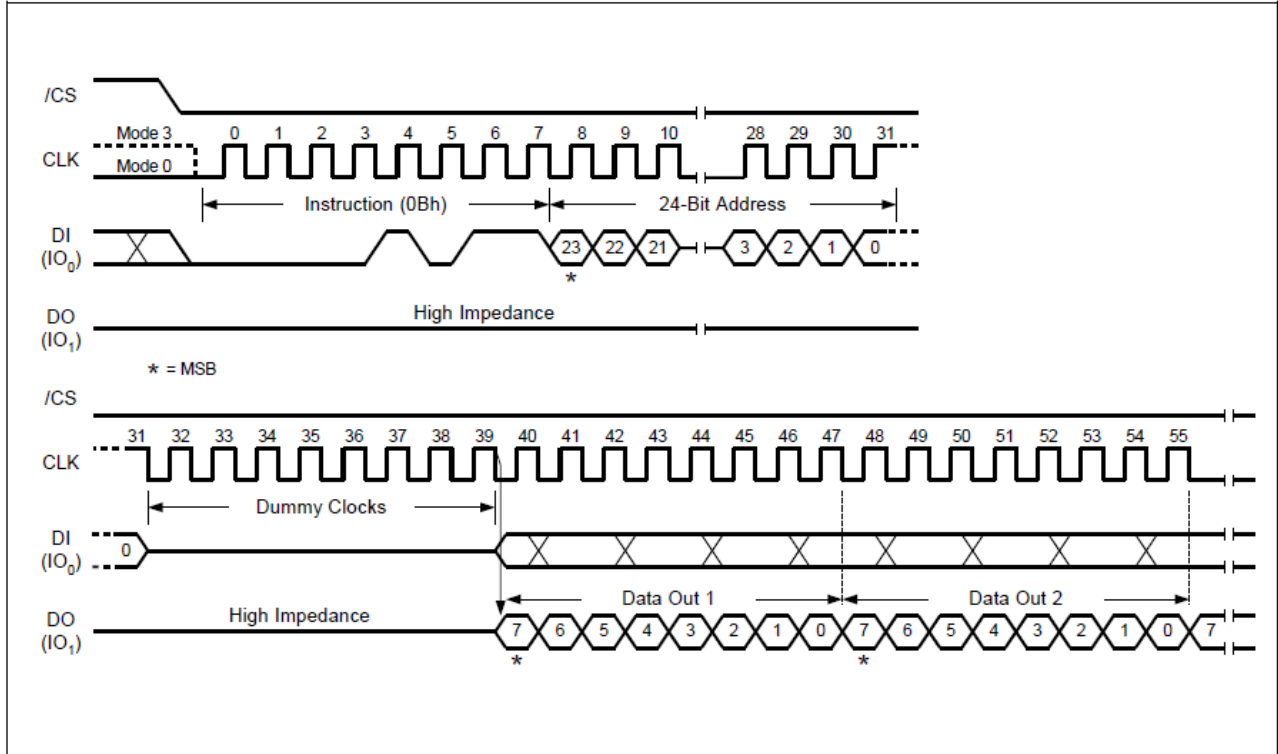 /CS
Mode 3 0 1 2 3 4 5 6 7 8 9 10 28 29 30 31
CLK
Mode 0
Instruction (0Bh) 24-Bit Address
DI
(IO0) 23 22 21 3 2 1 0
*
DO High Impedance
(IO1)
* = MSB
/CS
31 32 33 34 35 36 37 38 39 40 41 42 43 44 45 46 47 48 49 50 51 52 53 54 55
CLK
Dummy Clocks
DI
(IO0) 0
Data Out 1 Data Out 2
DO High Impedance
(IO1) 7 6 5 4 3 2 1 0 7 6 5 4 3 2 1 0 7
* *